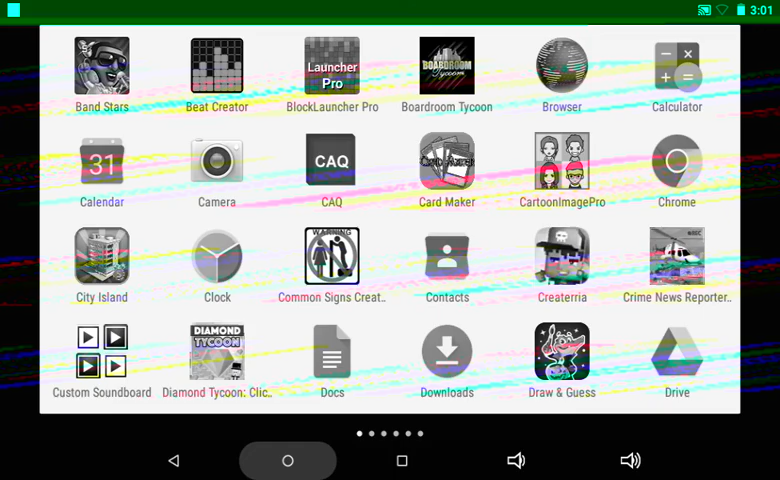 3:01
Launcher
Pro
BOARDROOM
Tycoon
Band Stars
Beat Creator
BlockLauncher Pro
Boardroom Tycoon
Browser
Calculator
31
CAQ
Calendar
Camera
CAQ
Card Maker
CartoonImagePro
Chrome
WARNING
REC
City Island
Clock
Common Signs Creat..
Contacts
Createrria
Crime News Reporter..
DIAMOND
TYCOON
Custom Soundboard
Diamond Tycoon: Clic..
Docs
Downloads
Draw & Guess
Drive